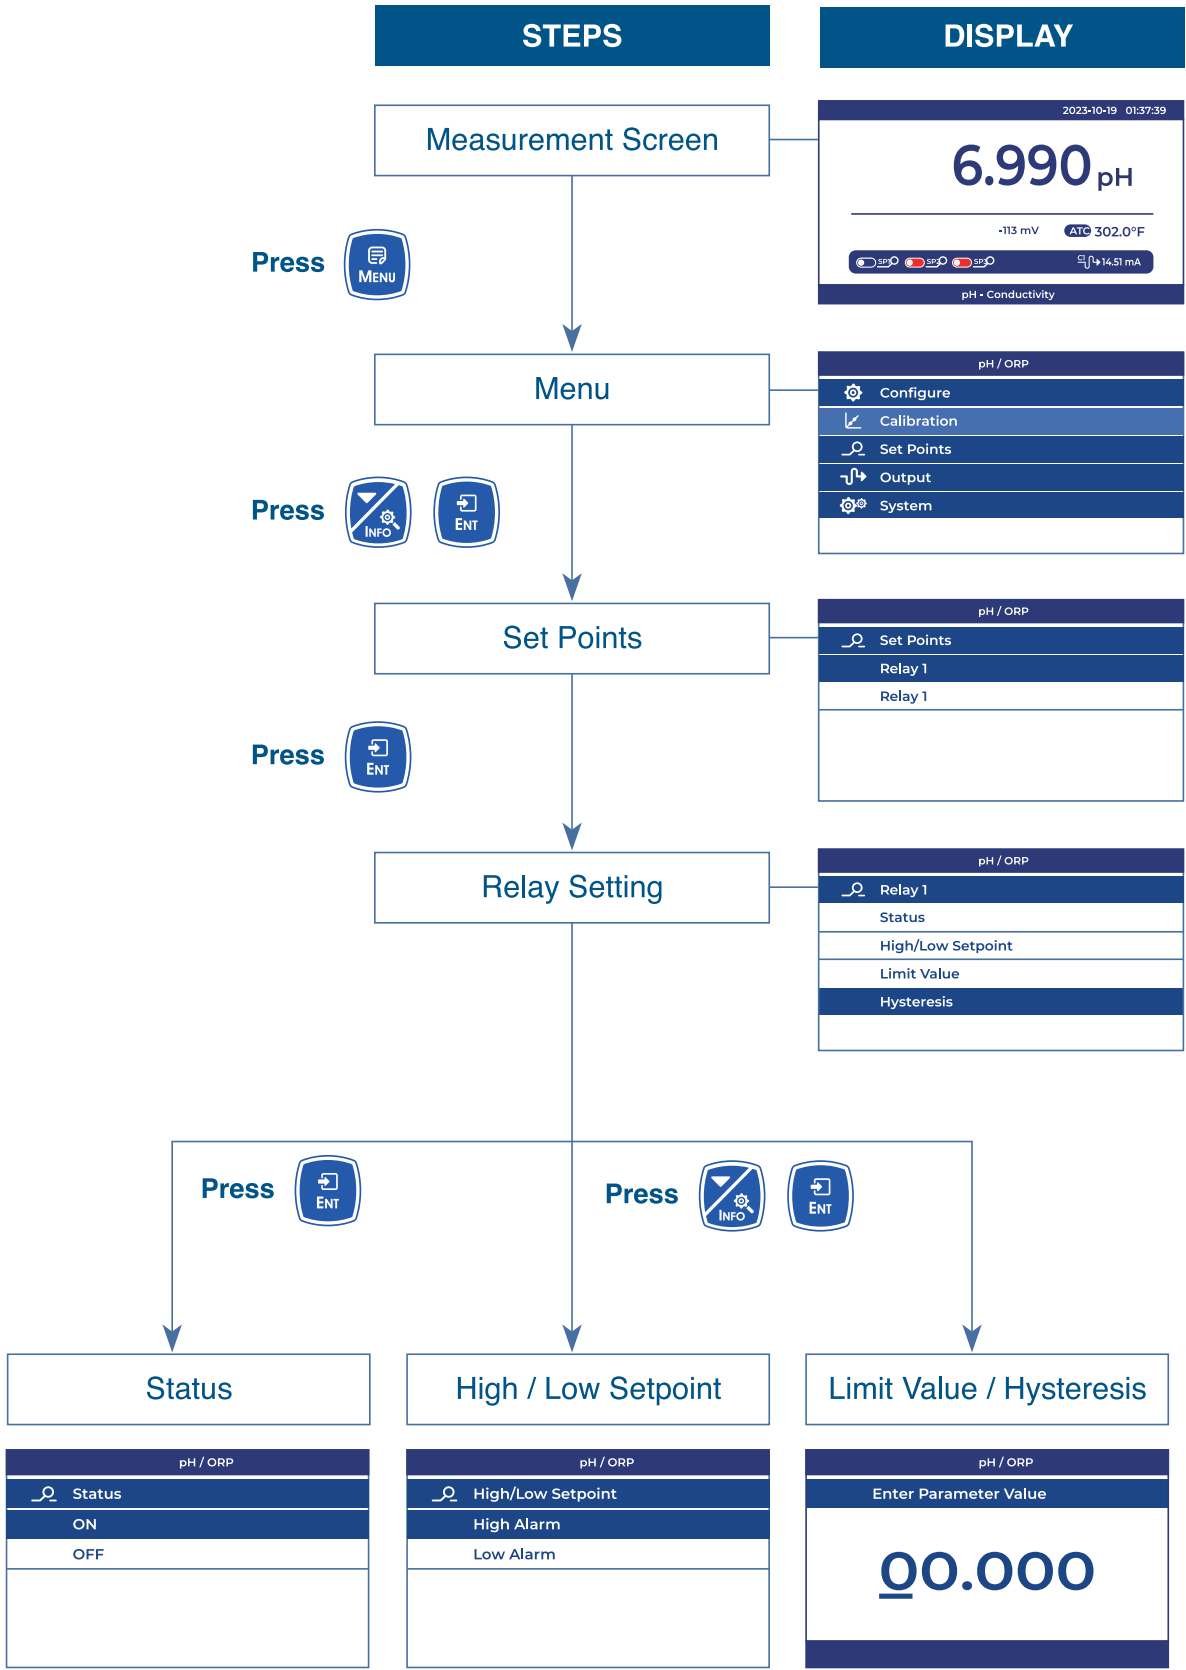 STEPS
DISPLAY
Measurement Screen
2023-10-19 01:37:39
6.990 pH
-113 mV ATC 302.0°F
SP1 SP2 SP3 C1 14.51 mA
pH - Conductivity
Press MENU
Menu
pH / ORP
Configure
Calibration
Set Points
Output
System
Press INFO ENT
Set Points
pH / ORP
Set Points
Relay 1
Relay 1
Press ENT
Relay Setting
pH / ORP
Relay 1
Status
High/Low Setpoint
Limit Value
Hysteresis
Press ENT
Press INFO ENT
Status
High / Low Setpoint
Limit Value / Hysteresis
pH / ORP
Status
ON
OFF
pH / ORP
High/Low Setpoint
High Alarm
Low Alarm
pH / ORP
Enter Parameter Value
00.000